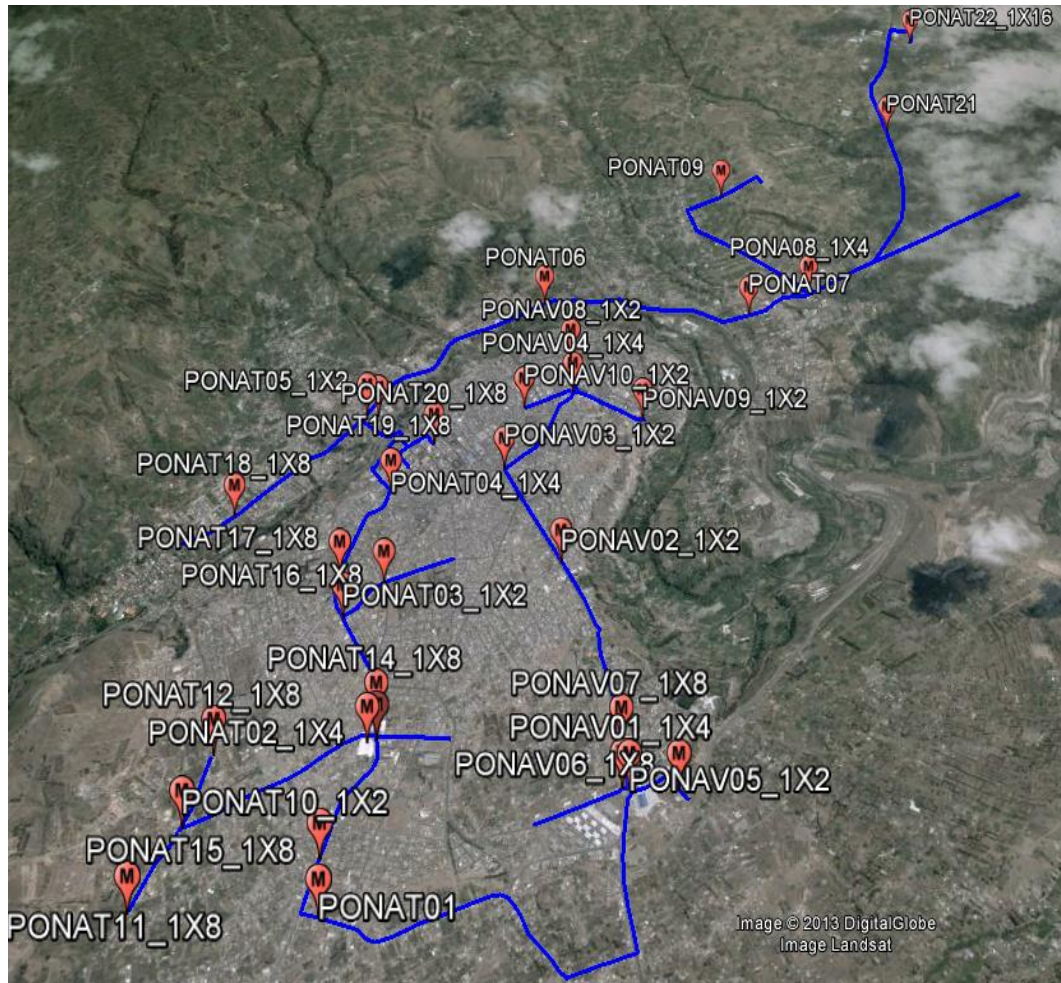 PONAT22_1X16
PONAT21
PONAT09
PONA08_1X4
PONAT06
PONAT07
PONAV08_1X2
PONAV04_1X4
PONAV10_1X2
PONAT05_1X2
PONAT20_1X8
PONAV09_1X2
PONAT19_1X8
PONAV03_1X2
PONAT18_1X8
PONAT04_1X4
PONAT17_1X8
PONAV02_1X2
PONAT16_1X8
PONAT03_1X2
PONAT14_1X8
PONAT12_1X8
PONAV07_1X8
PONAT02_1X4
PONAV01_1X4
PONAV06_1X8
PONAV05_1X2
PONAT10_1X2
PONAT15_1X8
PONAT01
PONAT11_1X8
Image © 2013 DigitalGlobe
Image Landsat